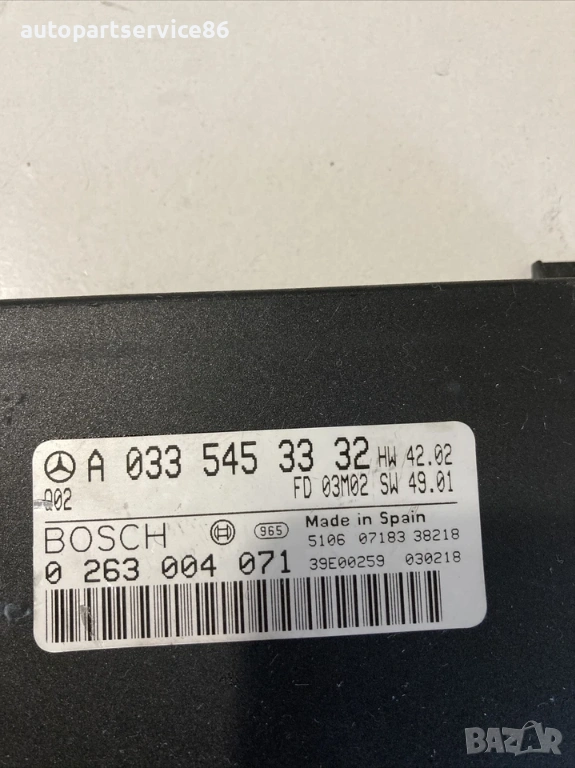 autopartservice86
A 033 545 33 32 HW 42.02
Q02 FD 03M02 SW 49.01
BOSCH 965 Made in Spain
5106 07183 38218
0 263 004 071 39E00259 030218
BAZAR